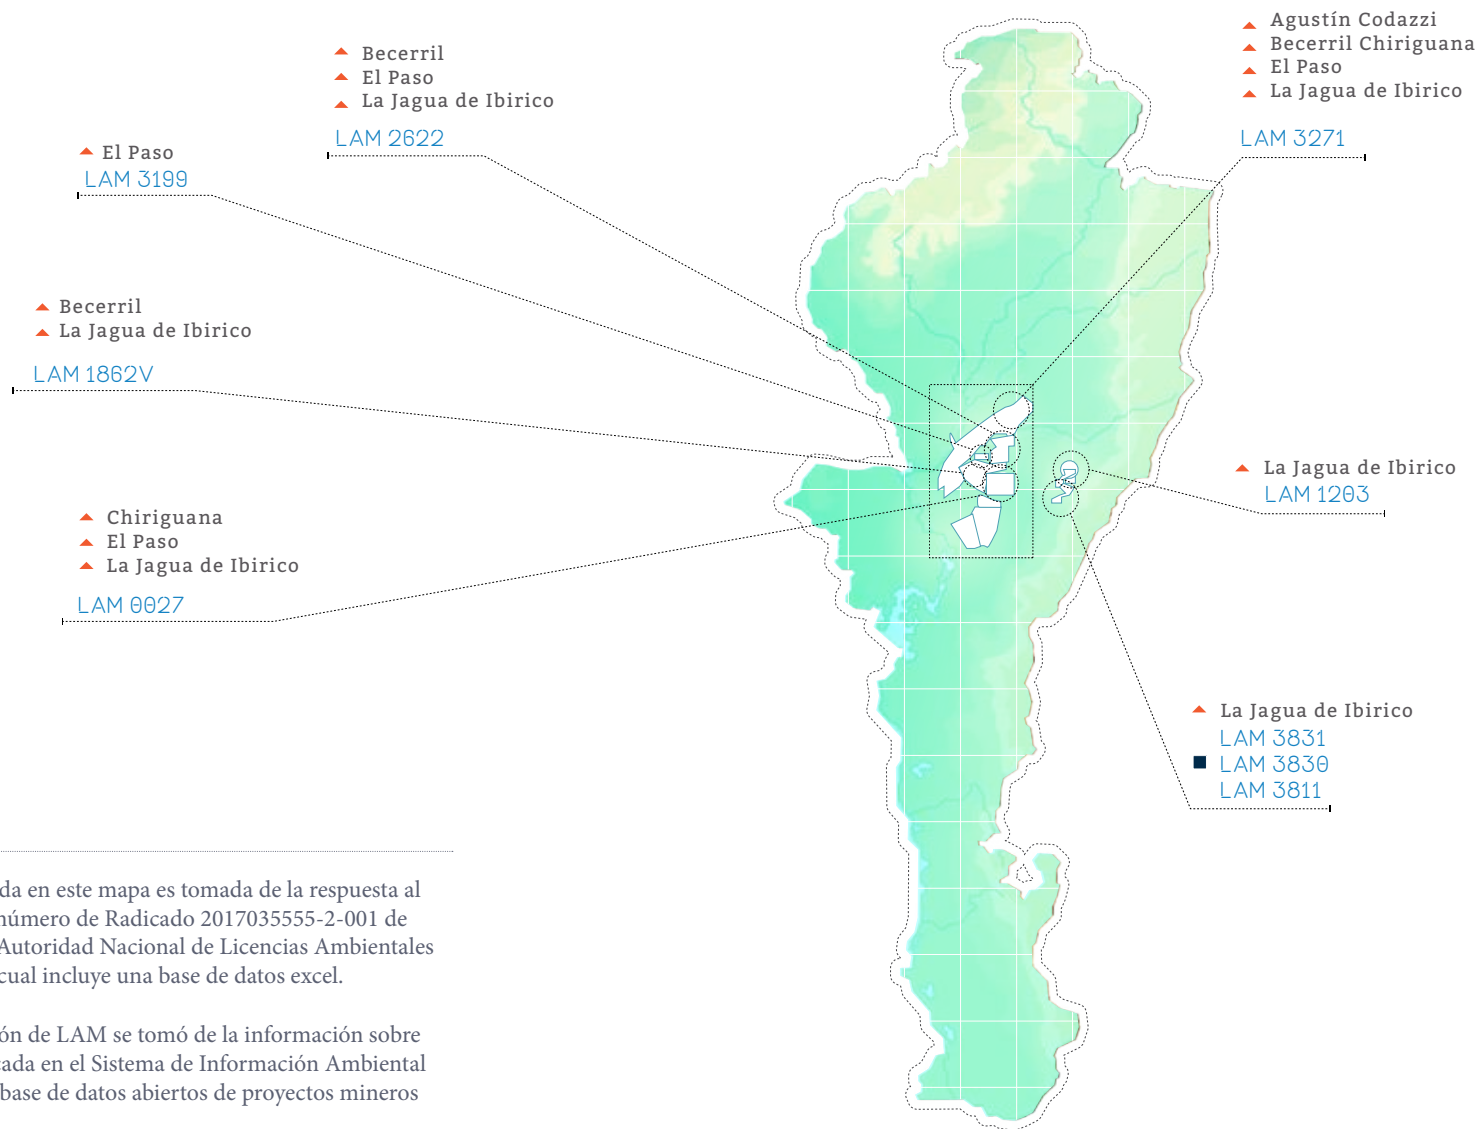 Agustín Codazzi
Becerril Chiriguana
El Paso
La Jagua de Ibirico
LAM 3271
Becerril
El Paso
La Jagua de Ibirico
LAM 2622
El Paso
LAM 3199
Becerril
La Jagua de Ibirico
LAM 1862V
Chiriguana
El Paso
La Jagua de Ibirico
LAM 0027
La Jagua de Ibirico
LAM 1203
La Jagua de Ibirico
LAM 3831
LAM 3830
LAM 3811
da en este mapa es tomada de la respuesta al
número de Radicado 2017035555-2-001 de
Autoridad Nacional de Licencias Ambientales
cual incluye una base de datos excel.
ón de LAM se tomó de la información sobre
cada en el Sistema de Información Ambiental
base de datos abiertos de proyectos mineros